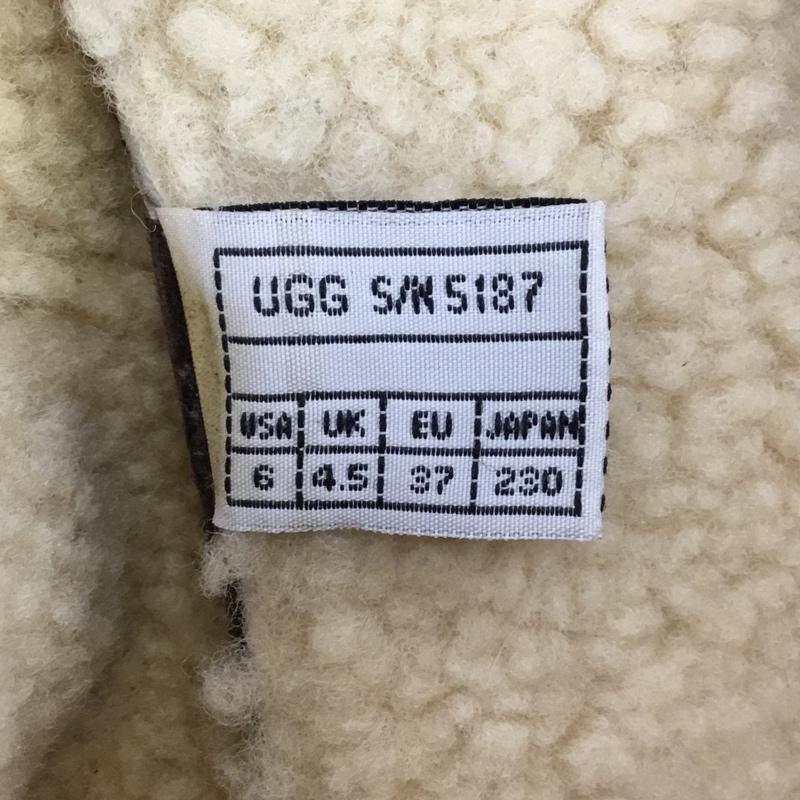 UGG S/N 5187
USA UK EU JAPAN
6 4.5 37 230